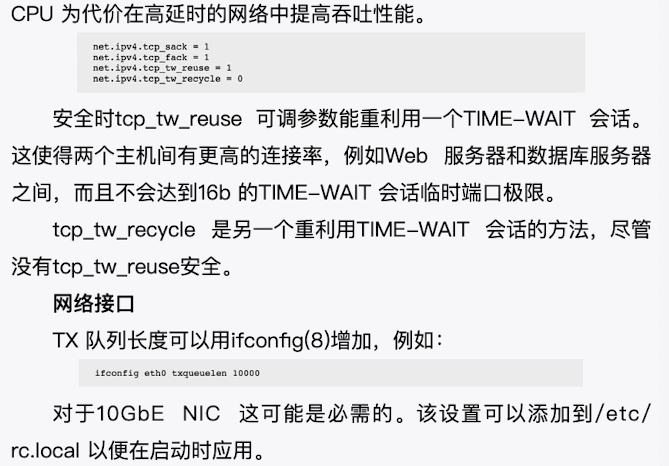 CPU 为代价在高延时的网络中提高吞吐性能。
net.ipv4.tcp_sack = 1
net.ipv4.tcp_fack = 1
net.ipv4.tcp_tw_reuse = 1
net.ipv4.tcp_tw_recycle = 0
安全时tcp_tw_reuse 可调参数能重利用一个TIME-WAIT 会话。
这使得两个主机间有更高的连接率，例如Web 服务器和数据库服务器
之间，而且不会达到16b 的TIME-WAIT 会话临时端口极限。
tcp_tw_recycle 是另一个重利用TIME-WAIT 会话的方法，尽管
没有tcp_tw_reuse安全。
网络接口
TX 队列长度可以用ifconfig(8)增加，例如：
ifconfig eth0 txqueuelen 10000
对于10GbE NIC 这可能是必需的。该设置可以添加到/etc/
rc.local 以便在启动时应用。